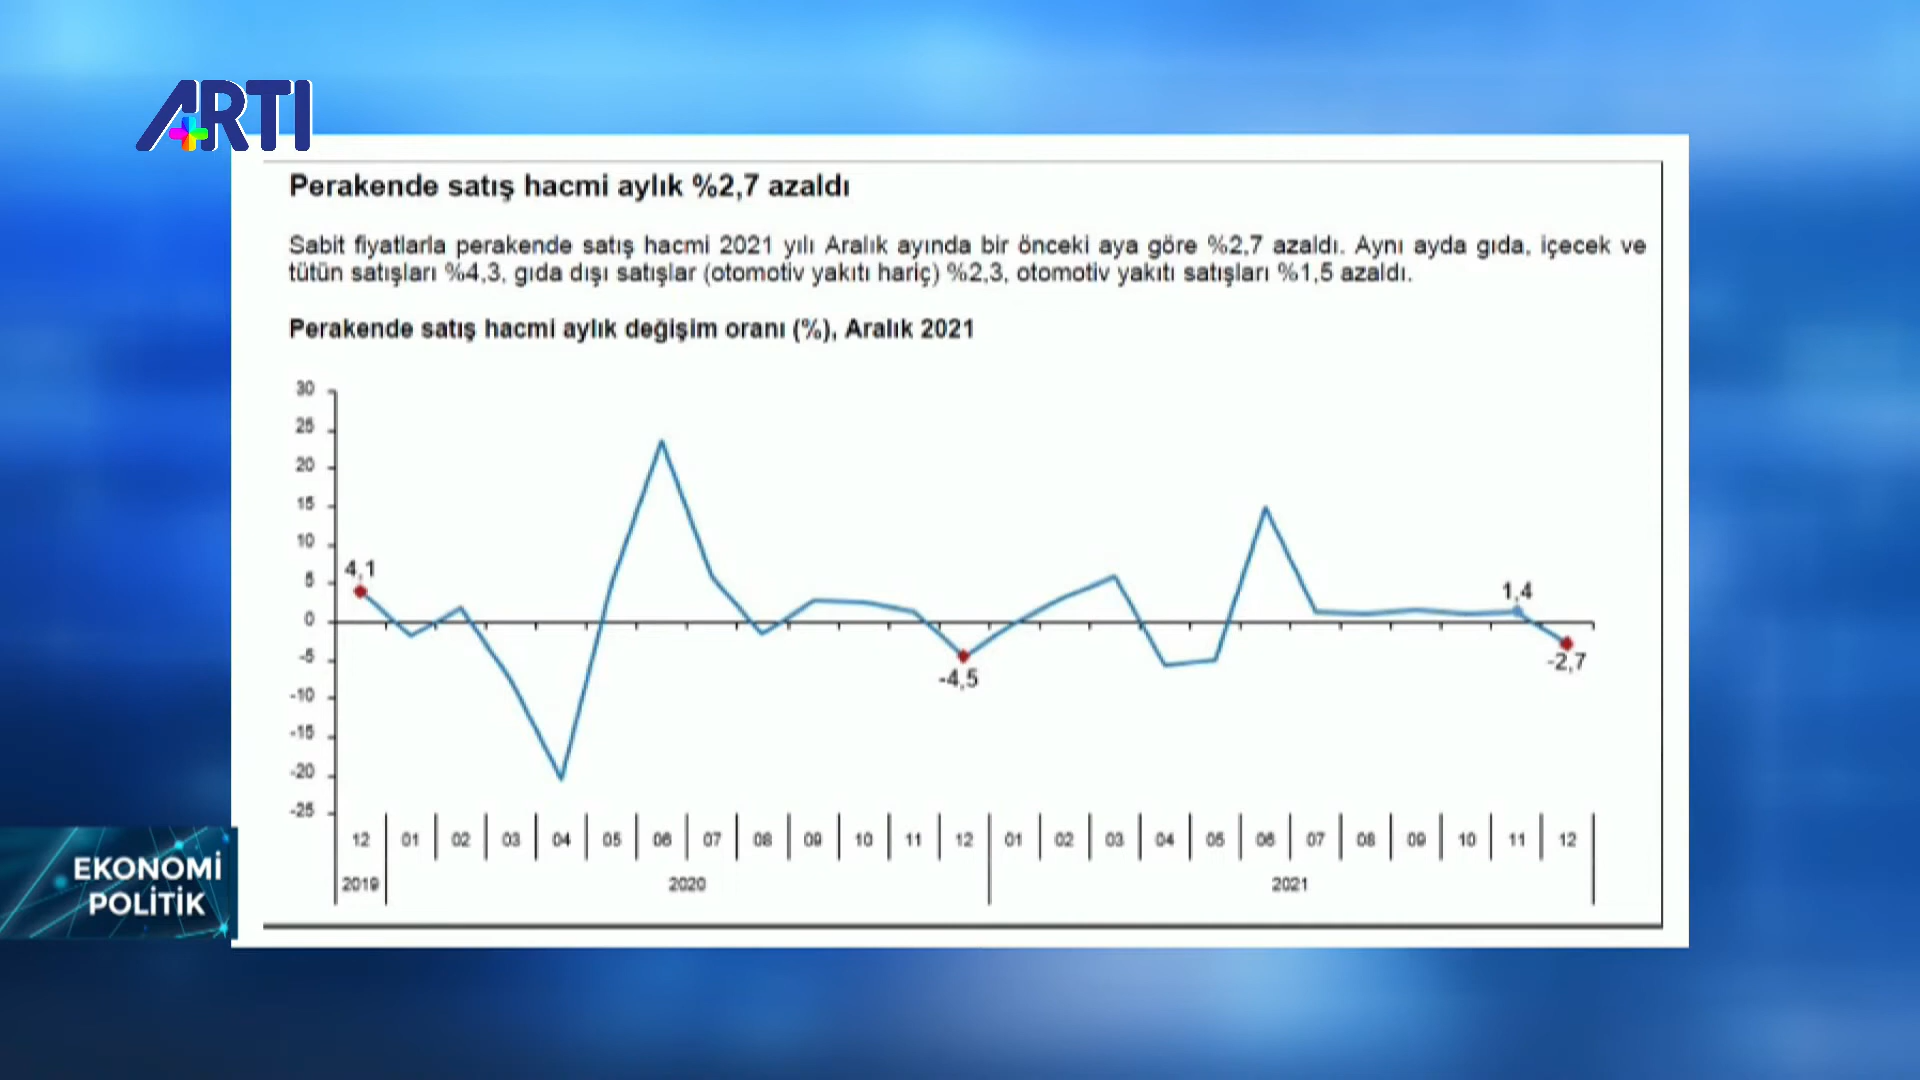 ARTI
Perakende satış hacmi aylık %2,7 azaldı
Sabit fiyatlarla perakende satış hacmi 2021 yılı Aralık ayında bir önceki aya göre %2,7 azaldı. Aynı ayda gıda, içecek ve
tütün satışları %4,3, gıda dışı satışlar (otomotiv yakıtı hariç) %2,3, otomotiv yakıtı satışları %1,5 azaldı.
Perakende satış hacmi aylık değişim oranı (%), Aralık 2021
30
25
20
15
10
5
0
-5
-10
-15
-20
-25
4,1
-4,5
1,4
-2,7
12 01 02 03 04 05 06 07 08 09 10 11 12 01 02 03 04 05 06 07 08 09 10 11 12
2019 2020 2021
EKONOMİ
POLİTİK